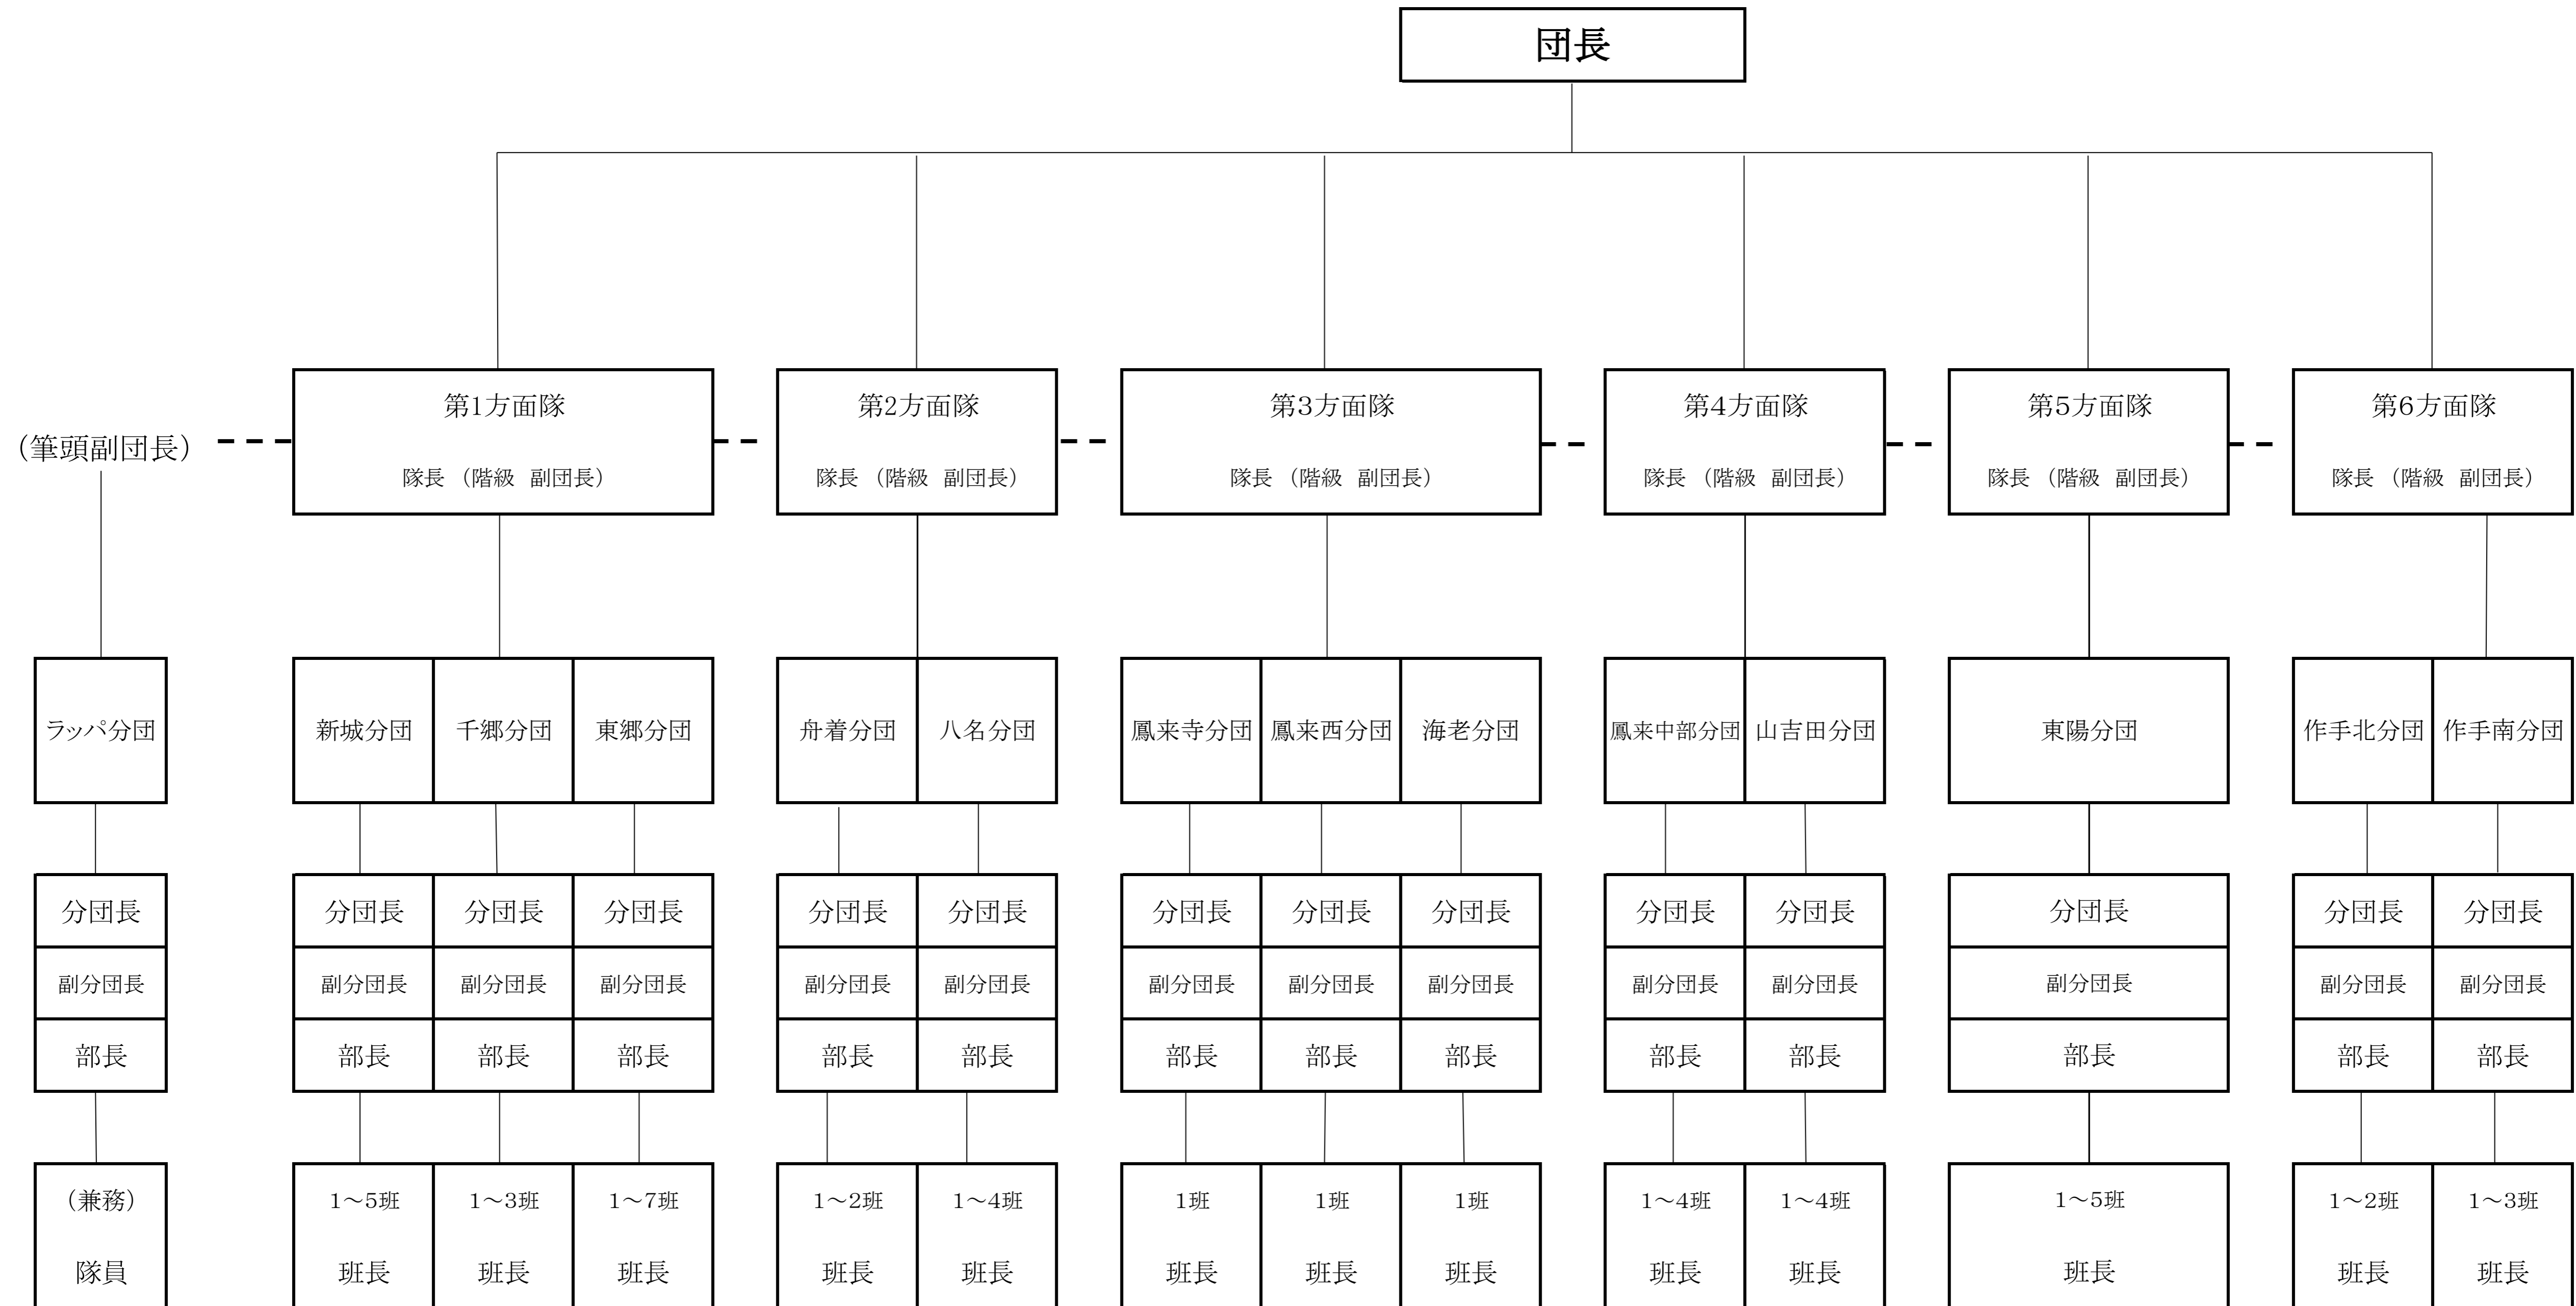 団長
第1方面隊
隊長（階級　副団長）
第2方面隊
隊長（階級　副団長）
第3方面隊
隊長（階級　副団長）
第4方面隊
隊長（階級　副団長）
第5方面隊
隊長（階級　副団長）
第6方面隊
隊長（階級　副団長）
（筆頭副団長）
ラッパ分団
新城分団
千郷分団
東郷分団
舟着分団
八名分団
鳳来寺分団
鳳来西分団
海老分団
鳳来中部分団
山吉田分団
東陽分団
作手北分団
作手南分団
分団長
分団長
分団長
分団長
分団長
分団長
分団長
分団長
分団長
分団長
分団長
分団長
分団長
分団長
副分団長
副分団長
副分団長
副分団長
副分団長
副分団長
副分団長
副分団長
副分団長
副分団長
副分団長
副分団長
副分団長
副分団長
部長
部長
部長
部長
部長
部長
部長
部長
部長
部長
部長
部長
部長
部長
（兼務）
隊員
1～5班
班長
1～3班
班長
1～7班
班長
1～2班
班長
1～4班
班長
1班
班長
1班
班長
1班
班長
1～4班
班長
1～4班
班長
1～5班
班長
1～2班
班長
1～3班
班長